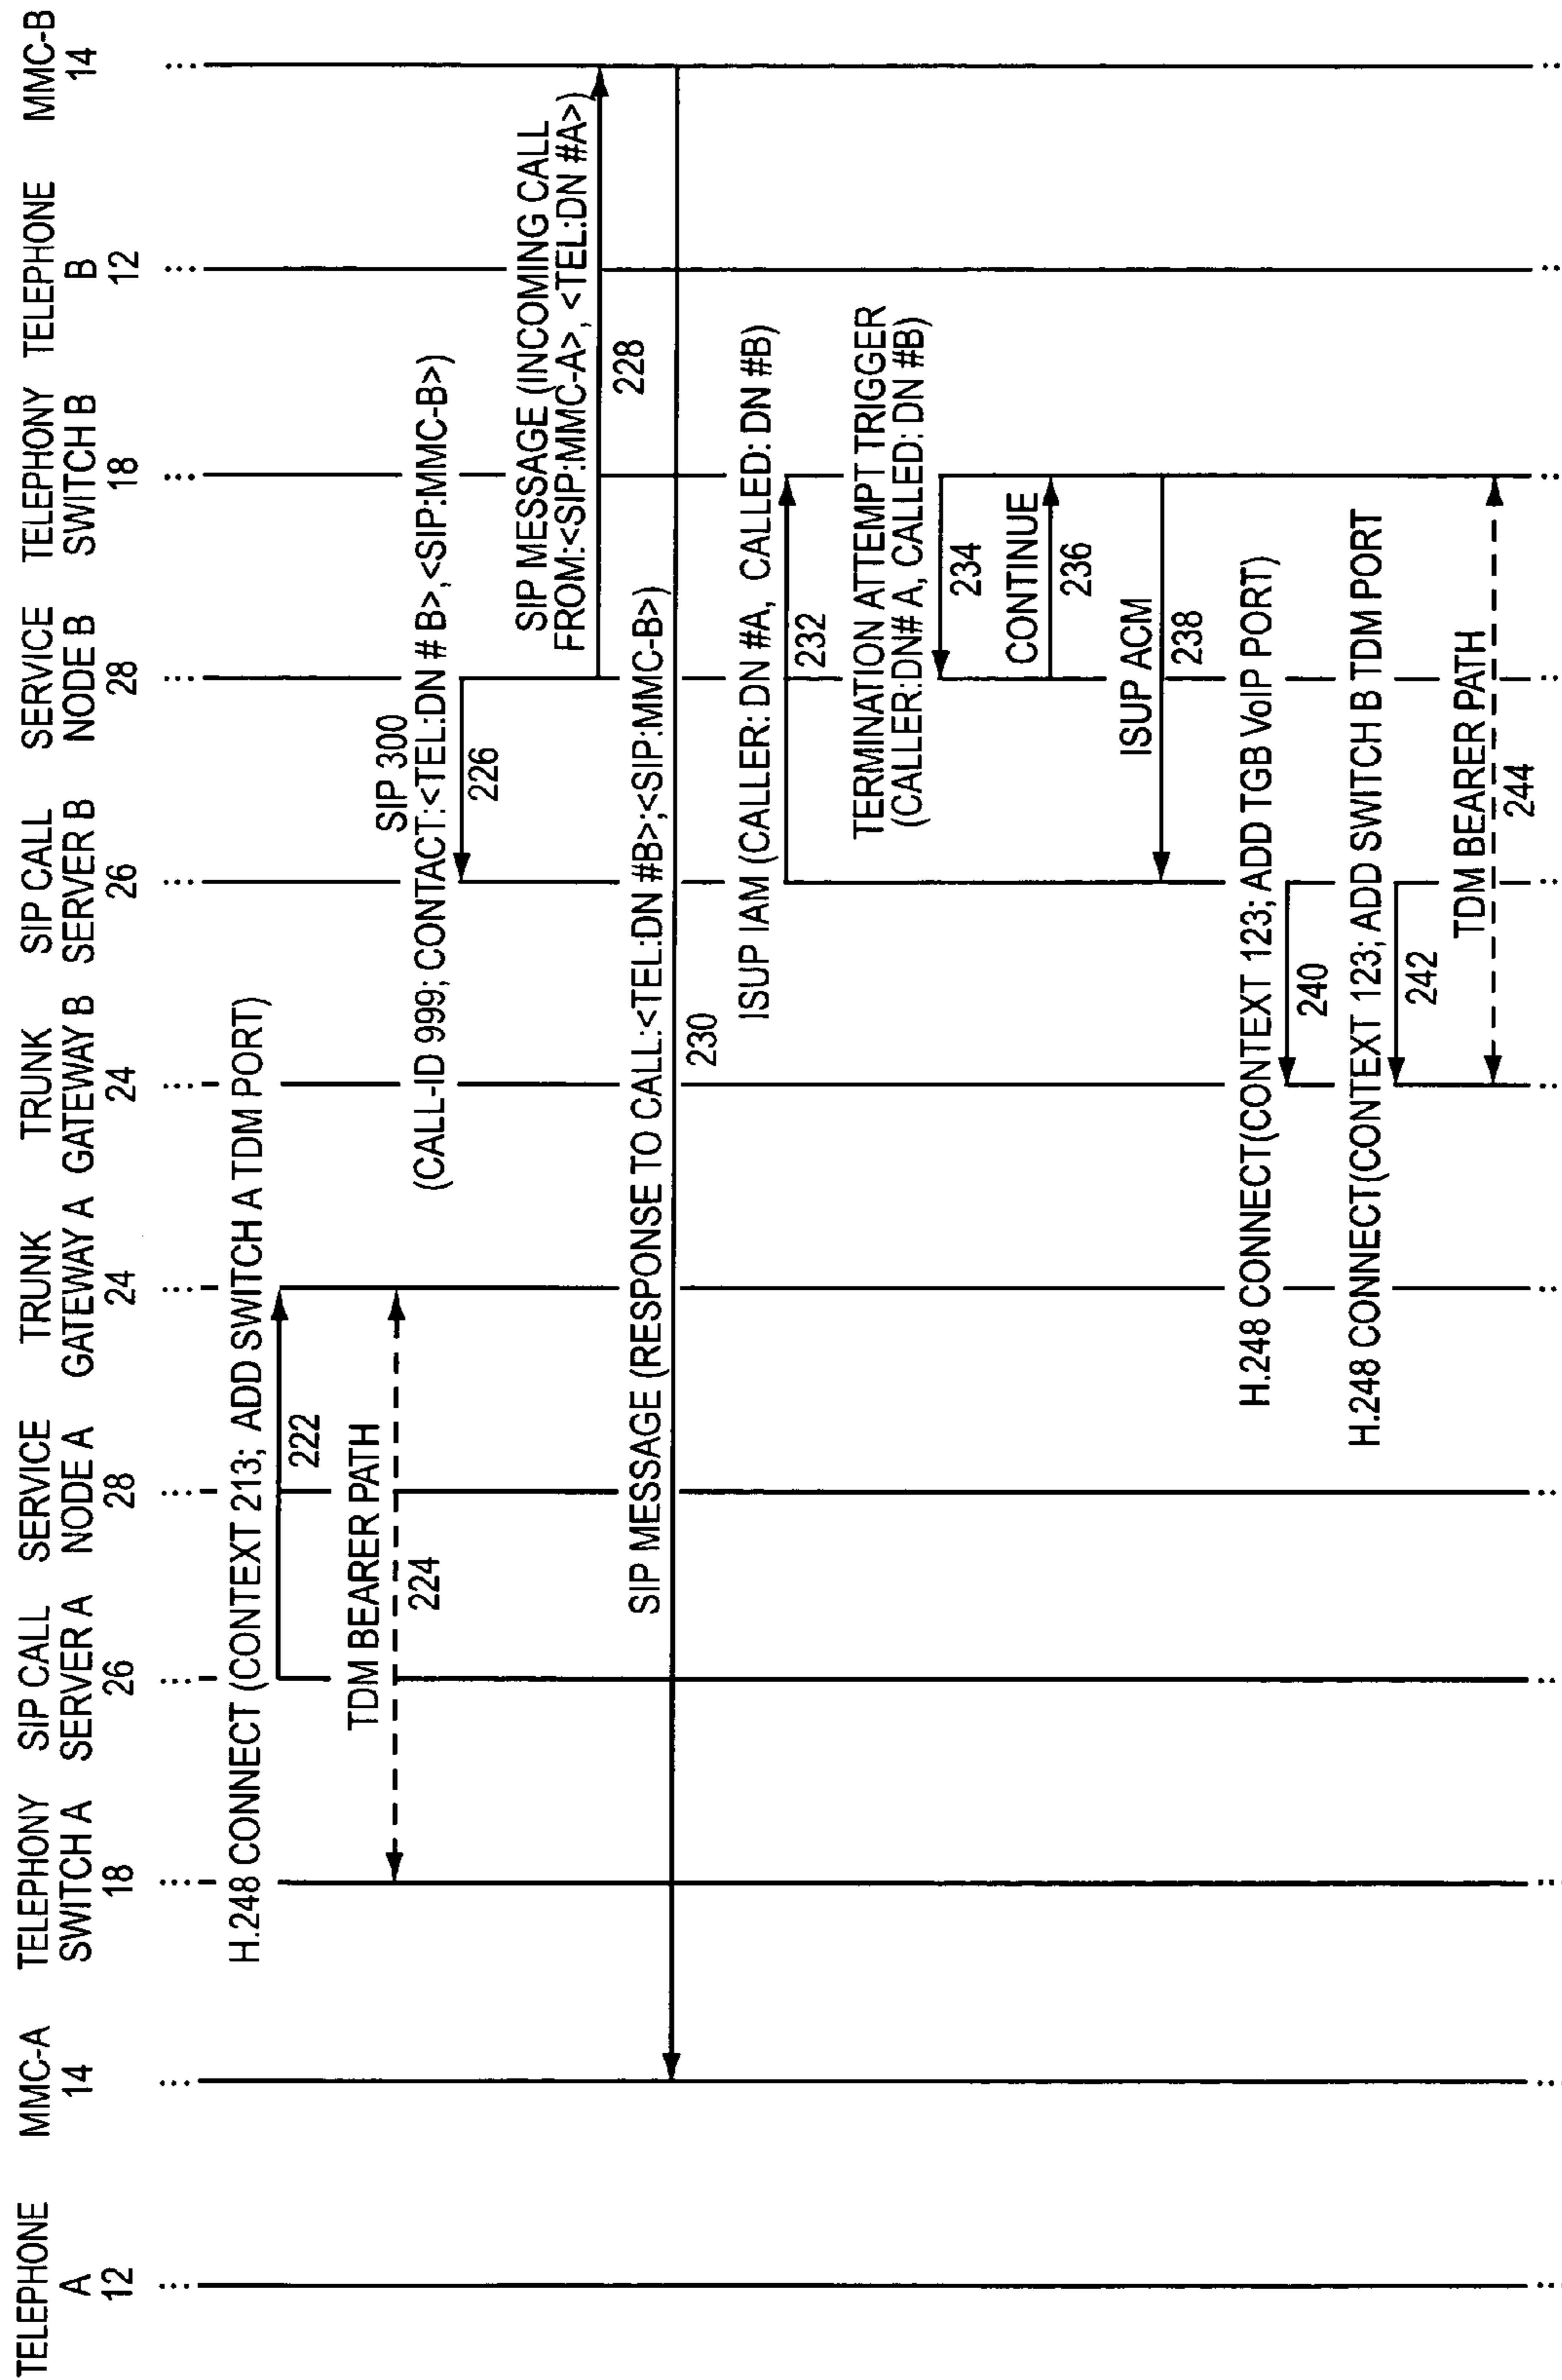 TELEPHONE
A
12
MMC-A
14
TELEPHONY
SWITCH A
18
SIP CALL
SERVER A
26
SERVICE
NODE A
28
TRUNK
GATEWAY A
24
TRUNK
GATEWAY B
24
SIP CALL
SERVER B
26
SERVICE
NODE B
28
TELEPHONY
SWITCH B
18
TELEPHONE
B
12
MMC-B
14
H.248 CONNECT (CONTEXT 213; ADD SWITCH A TDM PORT)
222
TDM BEARER PATH
224
SIP 300
(CALL-ID 999; CONTACT:<TEL:DN # B>,<SIP:MMC-B>)
226
SIP MESSAGE (INCOMING CALL
FROM:<SIP:MMC-A>, <TEL:DN #A>)
228
SIP MESSAGE (RESPONSE TO CALL:<TEL:DN #B>;<SIP:MMC-B>)
230
ISUP IAM (CALLER: DN #A, CALLED: DN #B)
232
TERMINATION ATTEMPT TRIGGER
(CALLER:DN# A, CALLED: DN #B)
234
CONTINUE
236
ISUP ACM
238
H.248 CONNECT(CONTEXT 123; ADD TGB VoIP PORT)
240
H.248 CONNECT(CONTEXT 123; ADD SWITCH B TDM PORT
242
TDM BEARER PATH
244